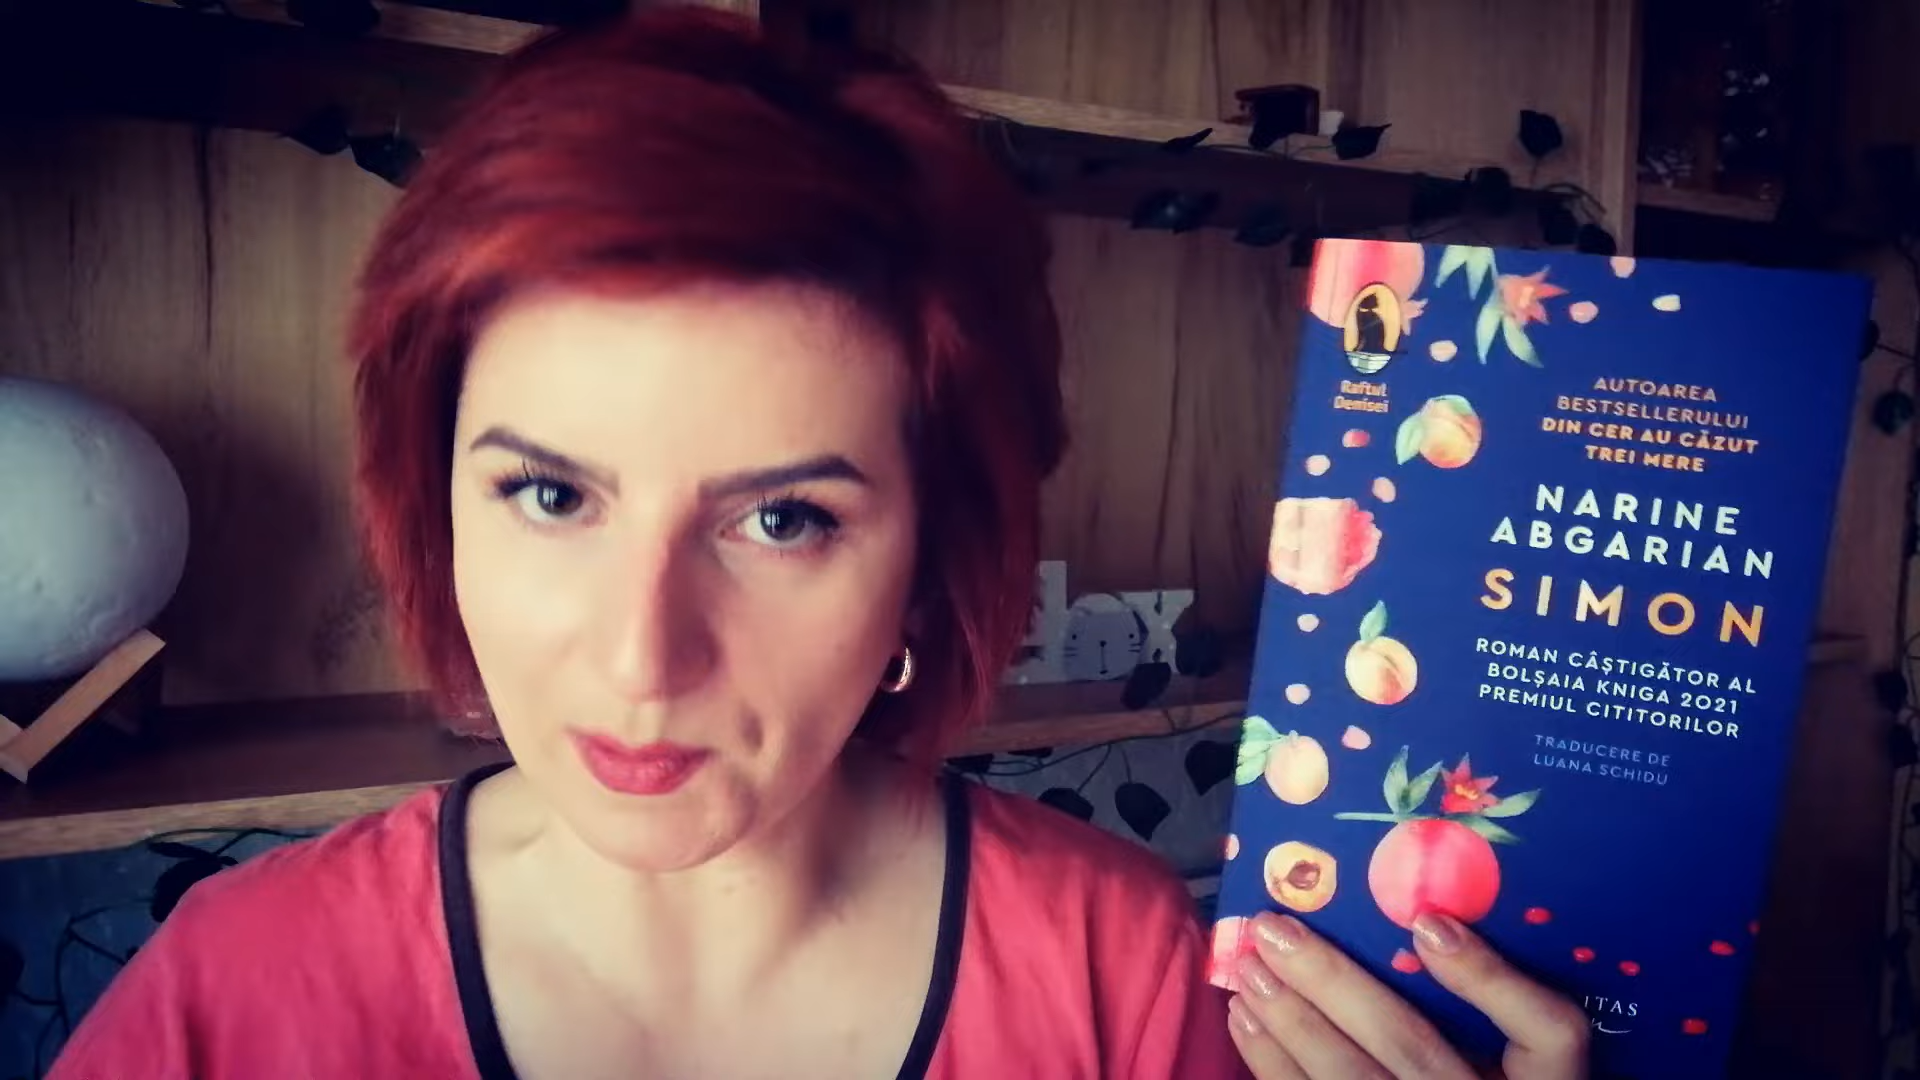 Raftul
Denisei
AUTOAREA
BESTSELLERULUI
DIN CER AU CĂZUT
TREI MERE
NARINE
ABGARIAN
SIMON
ROMAN CÂȘTIGĂTOR AL
BOLȘAIA KNIGA 2021
PREMIUL CITITORILOR
TRADUCERE DE
LUANA SCHIDU
ITAS